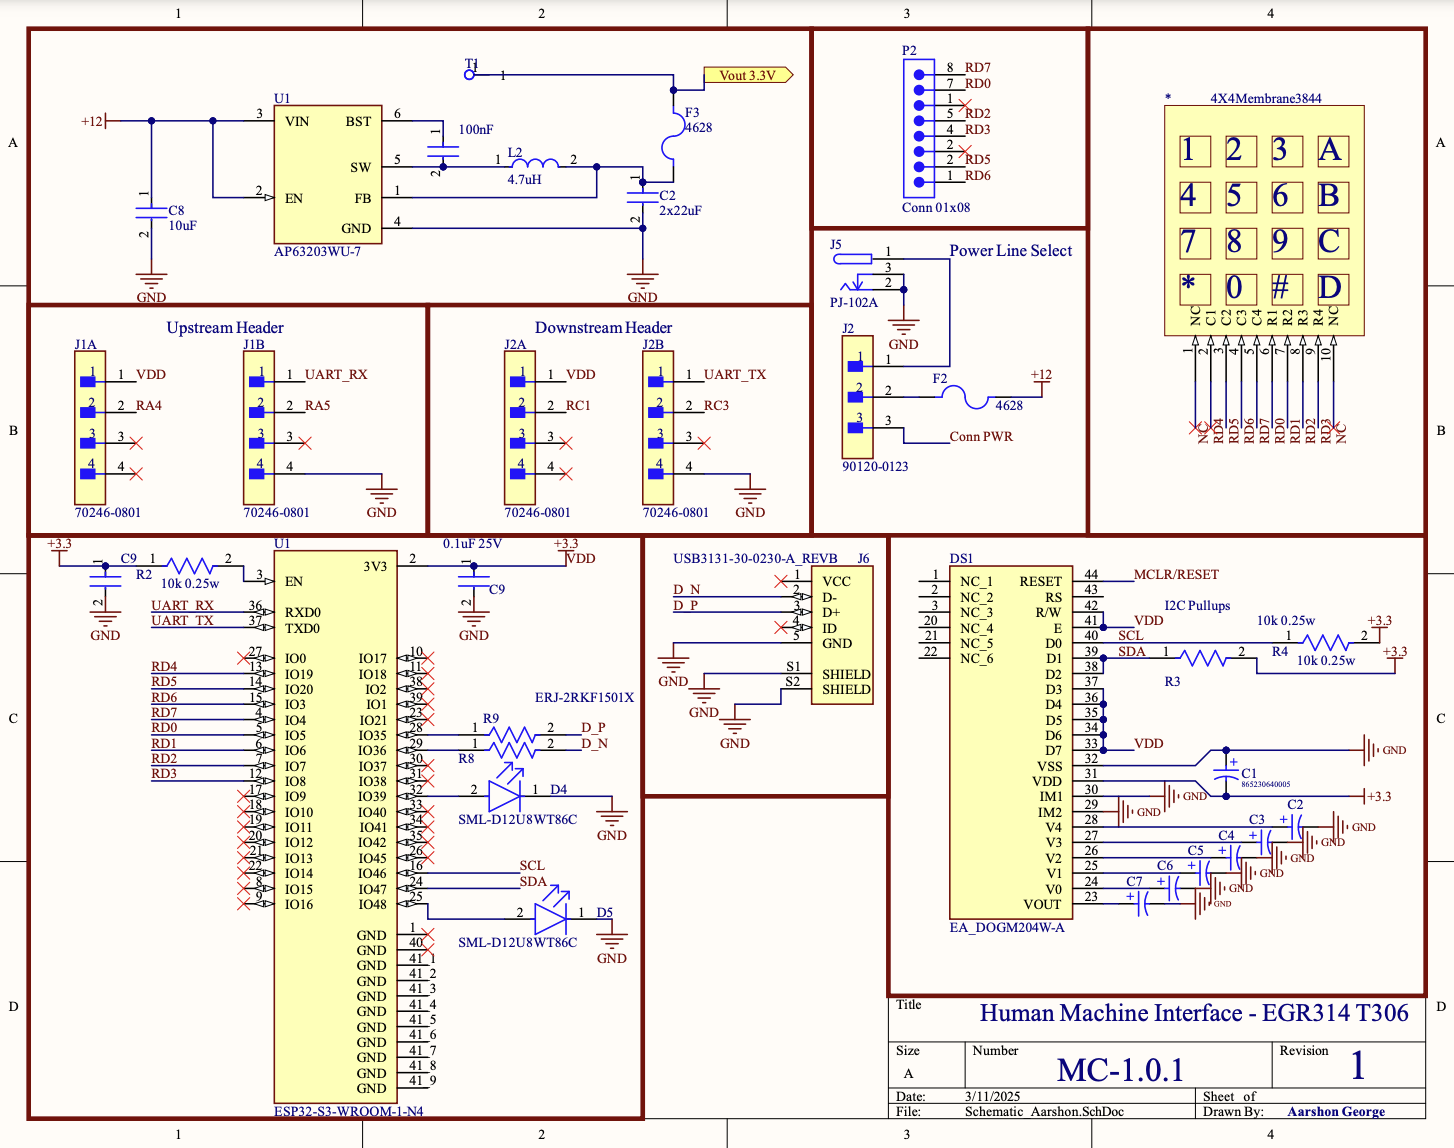 1 2 3 4
A
B
C
D
T1
1
Vout 3.3V
U1
+12
3 VIN BST 6
100nF
1
2
F3
4628
SW 5
L2
1 2
4.7uH
2 EN FB 1
GND 4
AP63203WU-7
1
C8
10uF
2
GND
1
C2
2x22uF
2
GND
P2
8 RD7
7 RD0
1
5 RD2
4 RD3
2
2 RD5
1 RD6
Conn 01x08
Power Line Select
J5
1
3
2
PJ-102A
GND
J2
1 1
2 2
3 3
F2
4628
+12
Conn PWR
90120-0123
*
4X4Membrane3844
1 2 3 A
4 5 6 B
7 8 9 C
* 0 # D
NC C1 C2 C3 C4 R1 R2 R3 R4 NC
1 2 3 4 5 6 7 8 9 10
NC RD4 RD5 RD6 RD7 RD0 RD1 RD2 RD3 NC
Upstream Header
J1A
1 1 VDD
2 2 RA4
3 3
4 4
70246-0801
J1B
1 1 UART_RX
2 2 RA5
3 3
4 4
GND
70246-0801
Downstream Header
J2A
1 1 VDD
2 2 RC1
3 3
4 4
70246-0801
J2B
1 1 UART_TX
2 2 RC3
3 3
4 4
GND
70246-0801
+3.3
C9
2
GND
R2
1 2
10k 0.25w
U1
3 EN 3V3 2
0.1uF 25V
+3.3
VDD
C9
2
GND
UART_RX 36 RXD0
UART_TX 37 TXD0
27 IO0 IO17 10
RD4 13 IO19 IO18 11
RD5 14 IO20 IO2 38
RD6 15 IO3 IO1 39
RD7 4 IO4 IO21 23
RD0 5 IO5 IO35 28
RD1 6 IO6 IO36 29
RD2 7 IO7 IO37 30
RD3 12 IO8 IO38 31
17 IO9 IO39 32
18 IO10 IO40 33
19 IO11 IO41 34
20 IO12 IO42 35
21 IO13 IO45 26
22 IO14 IO46 16 SCL
8 IO15 IO47 24 SDA
9 IO16 IO48 25
GND 1
GND 40
GND 41_1
GND 41_2
GND 41_3
GND 41_4
GND 41_5
GND 41_6
GND 41_7
GND 41_8
GND 41_9
ESP32-S3-WROOM-1-N4
ERJ-2RKF1501X
R9
1 2 D_P
1 2 D_N
R8
2 1 D4
SML-D12U8WT86C
GND
2 1 D5
SML-D12U8WT86C
GND
USB3131-30-0230-A_REVB J6
1 VCC
D_N 2 D-
D_P 3 D+
4 ID
5 GND
S1 SHIELD
S2 SHIELD
GND
GND
GND
DS1
1 NC_1 RESET 44 MCLR/RESET
2 NC_2 RS 43
3 NC_3 R/W 42
20 NC_4 E 41 VDD
21 NC_5 D0 40 SCL
22 NC_6 D1 39 SDA
D2 38
D3 37
D4 36
D5 35
D6 34
D7 33 VDD
VSS 32
VDD 31
IM1 30
IM2 29
V4 28
V3 27
V2 26
V1 25
V0 24
VOUT 23
EA_DOGM204W-A
I2C Pullups
10k 0.25w
1 2 +3.3
R4
10k 0.25w
1 2 +3.3
R3
GND
+
C1
865230640005
+3.3
GND
GND
C2 + GND
C3 + GND
C4 + GND
C5 + GND
C6 + GND
C7 + GND
Title
Human Machine Interface - EGR314 T306
Size
A
Number
MC-1.0.1
Revision
1
Date: 3/11/2025 Sheet of
File: Schematic_Aarshon.SchDoc Drawn By: Aarshon George
1 2 3 4
A
B
C
D